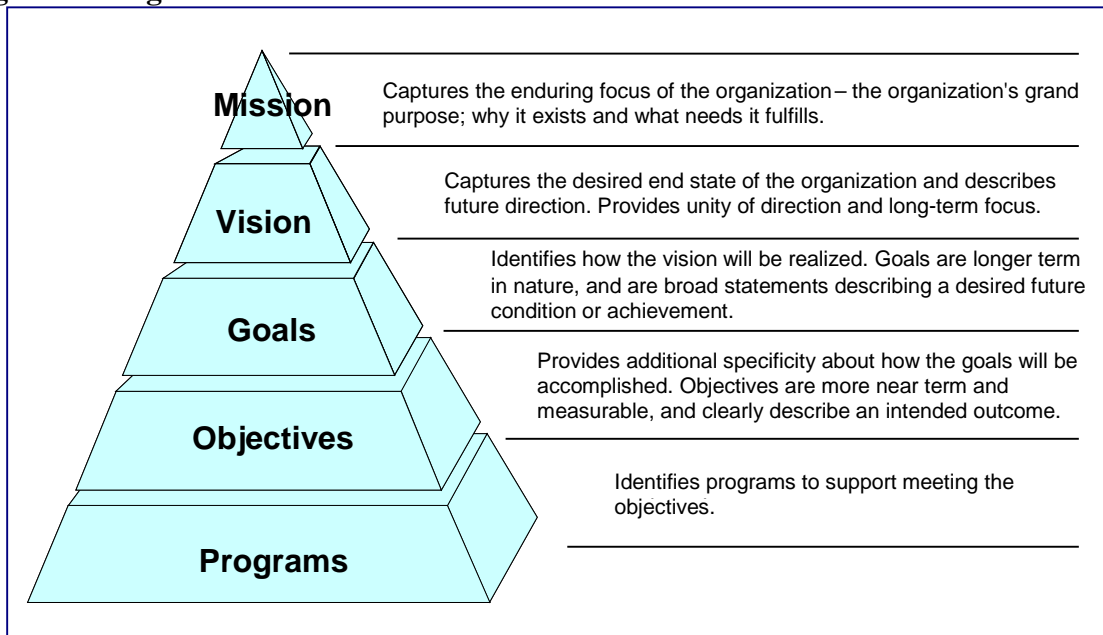 Mission
Captures the enduring focus of the organization – the organization's grand
purpose; why it exists and what needs it fulfills.
Vision
Captures the desired end state of the organization and describes
future direction. Provides unity of direction and long-term focus.
Goals
Identifies how the vision will be realized. Goals are longer term
in nature, and are broad statements describing a desired future
condition or achievement.
Objectives
Provides additional specificity about how the goals will be
accomplished. Objectives are more near term and
measurable, and clearly describe an intended outcome.
Programs
Identifies programs to support meeting the
objectives.